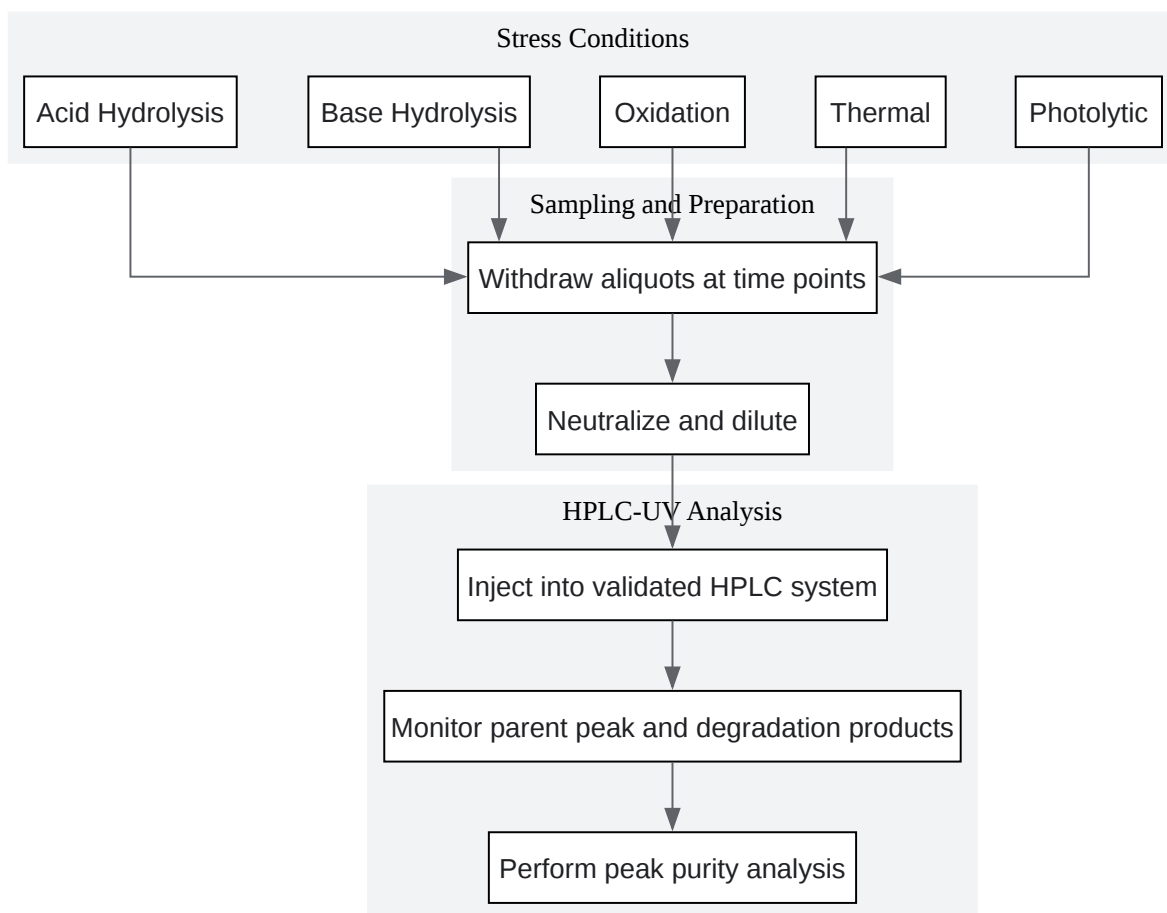 Stress Conditions
Acid Hydrolysis
Base Hydrolysis
Oxidation
Thermal
Photolytic
Sampling and Preparation
Withdraw aliquots at time points
Neutralize and dilute
HPLC-UV Analysis
Inject into validated HPLC system
Monitor parent peak and degradation products
Perform peak purity analysis